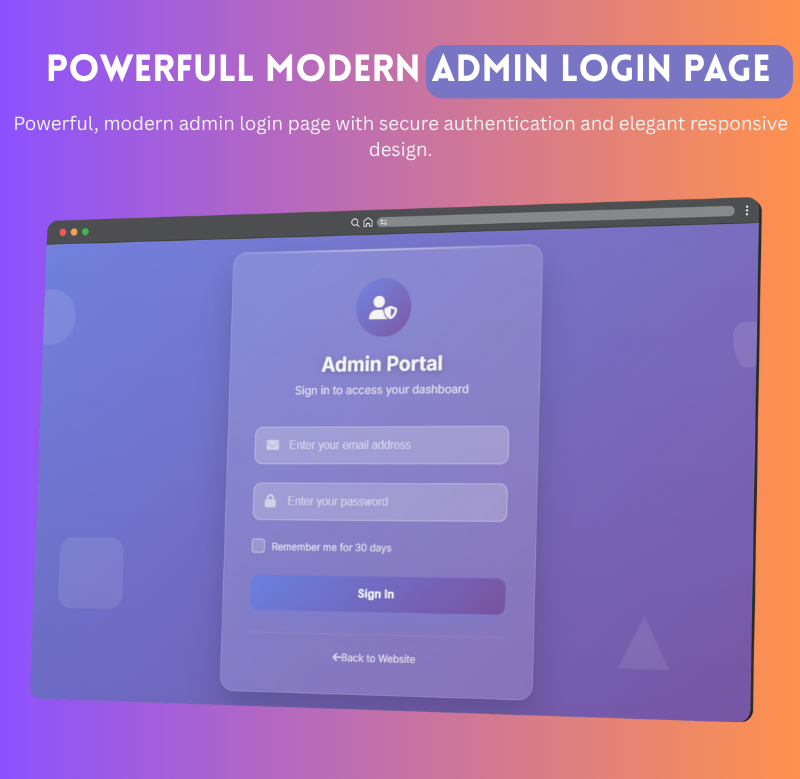 POWERFULL MODERN ADMIN LOGIN PAGE
Powerful, modern admin login page with secure authentication and elegant responsive
design.
Admin Portal
Sign in to access your dashboard
Enter your email address
Enter your password
Remember me for 30 days
Sign In
Back to Website